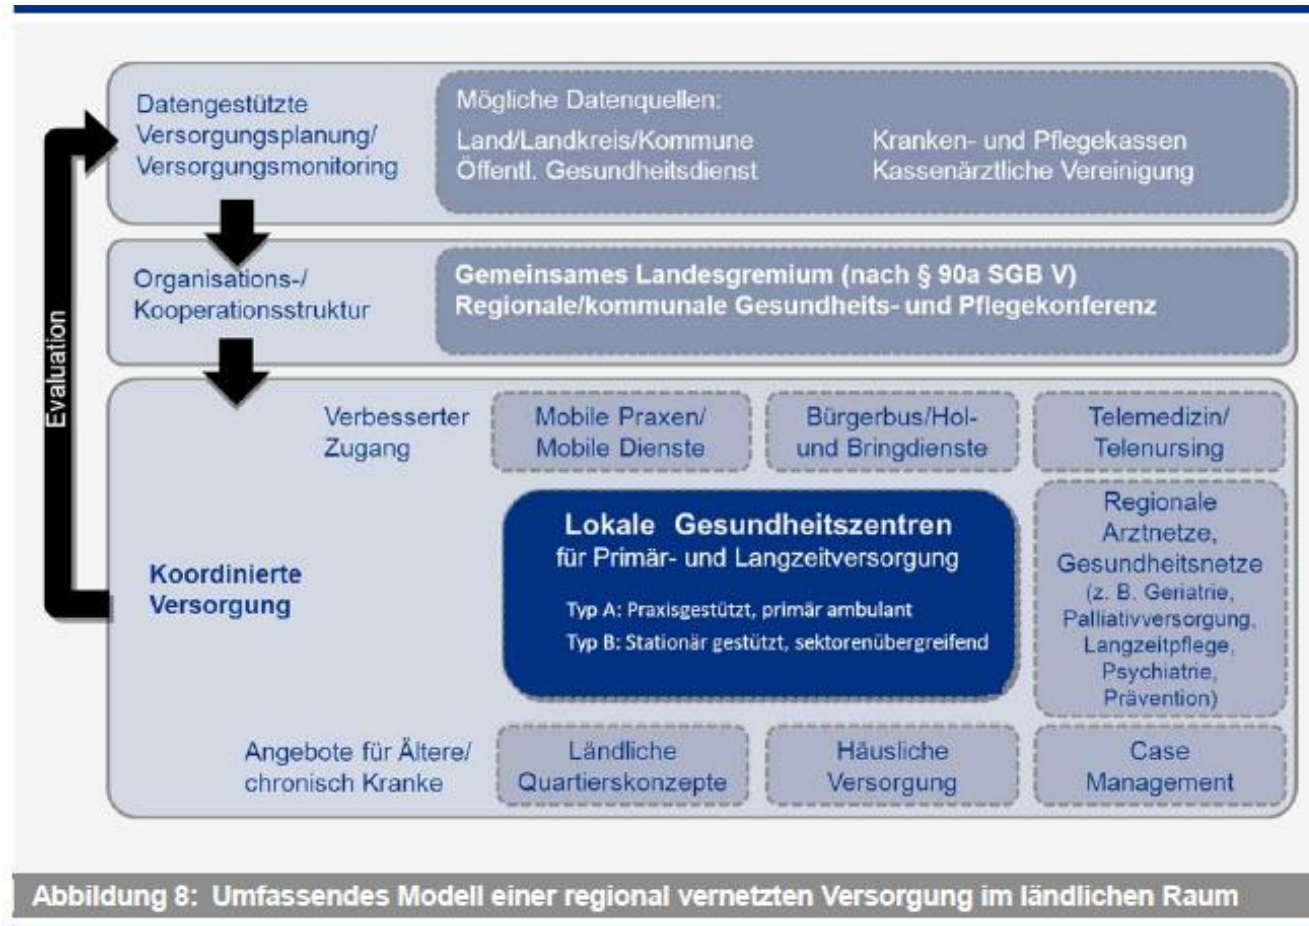 Datengestützte
Versorgungsplanung/
Versorgungsmonitoring
Mögliche Datenquellen:
Land/Landkreis/Kommune
Öffentl. Gesundheitsdienst
Kranken- und Pflegekassen
Kassenärztliche Vereinigung
Organisations-/
Kooperationsstruktur
Gemeinsames Landesgremium (nach § 90a SGB V)
Regionale/kommunale Gesundheits- und Pflegekonferenz
Evaluation
Verbesserter
Zugang
Mobile Praxen/
Mobile Dienste
Bürgerbus/Hol-
und Bringdienste
Telemedizin/
Telenursing
Koordinierte
Versorgung
Lokale Gesundheitszentren
für Primär- und Langzeitversorgung
Typ A: Praxisgestützt, primär ambulant
Typ B: Stationär gestützt, sektorenübergreifend
Regionale
Arztnetze,
Gesundheitsnetze
(z. B. Geriatrie,
Palliativversorgung,
Langzeitpflege,
Psychiatrie,
Prävention)
Angebote für Ältere/
chronisch Kranke
Ländliche
Quartierskonzepte
Häusliche
Versorgung
Case
Management
Abbildung 8: Umfassendes Modell einer regional vernetzten Versorgung im ländlichen Raum